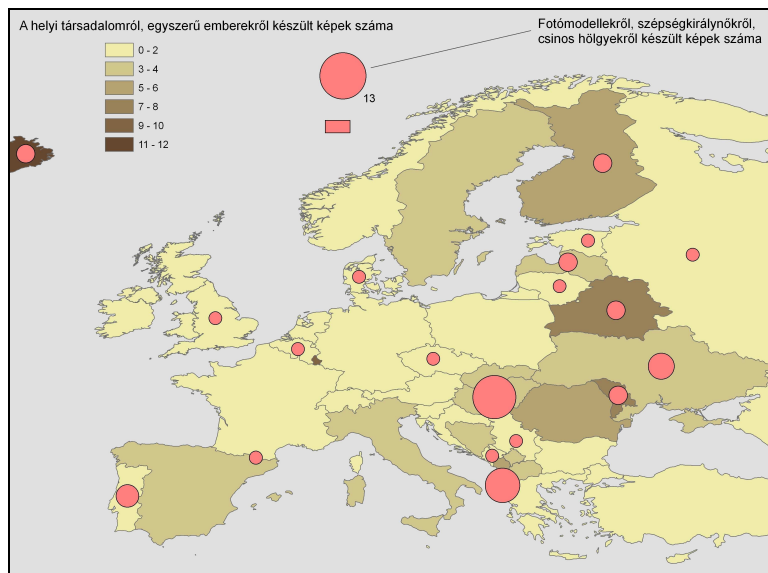 A helyi társadalomról, egyszerű emberekről készült képek száma
Fotómodellekről, szépségkirálynőkről,
csinos hölgyekről készült képek száma
0 - 2
3 - 4
5 - 6
7 - 8
9 - 10
11 - 12
13